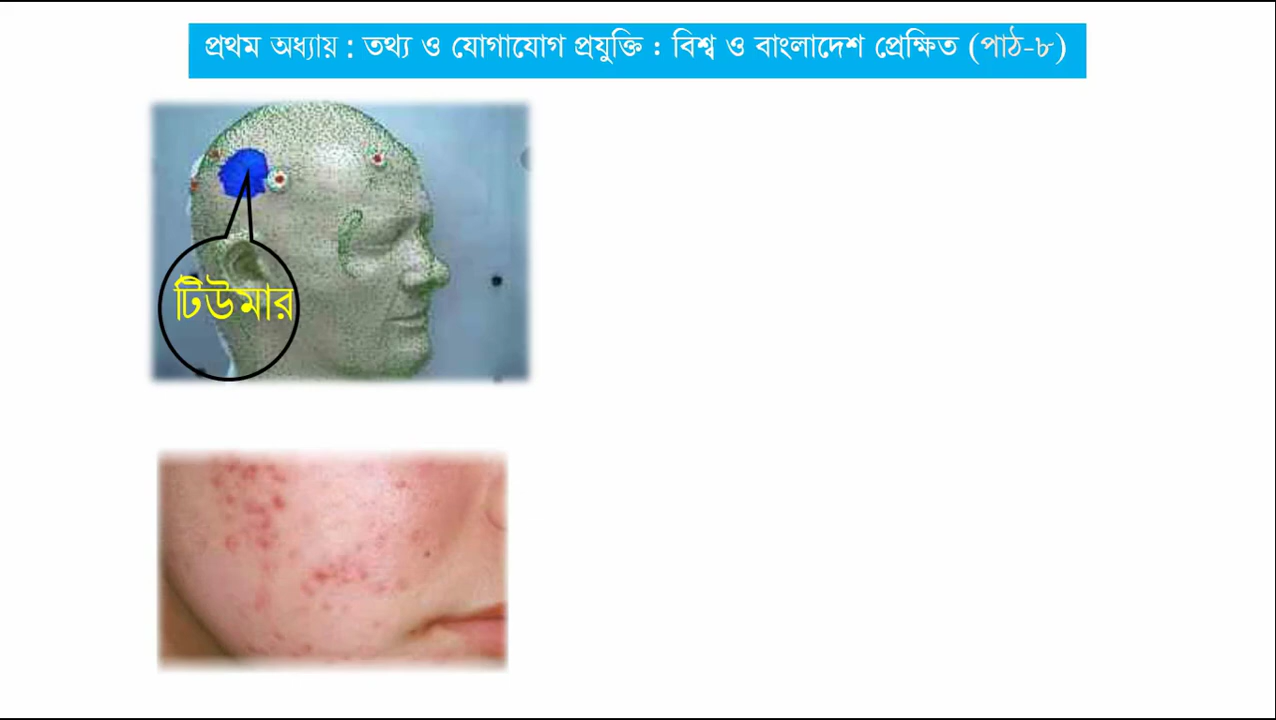 প্রথম অধ্যায় : তথ্য ও যোগাযোগ প্রযুক্তি : বিশ্ব ও বাংলাদেশ প্রেক্ষিত (পাঠ-৮)
টিউমার